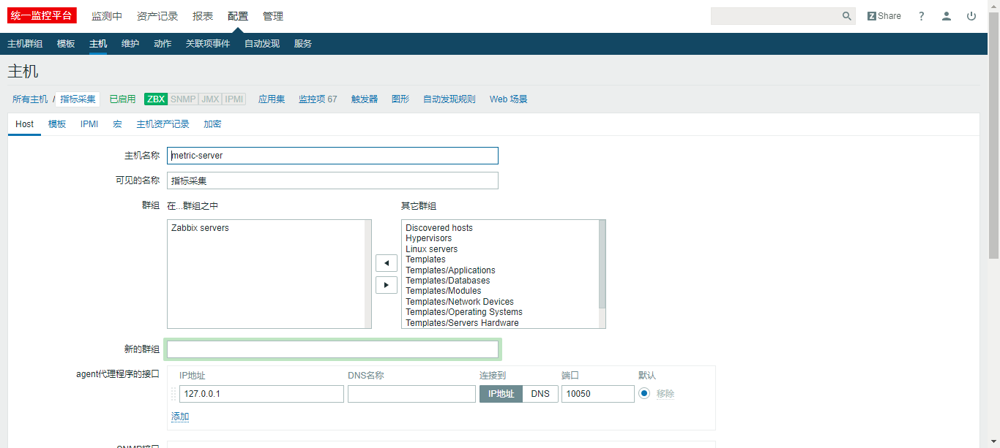 统一监控平台 监测中 资产记录 报表 配置 管理 Z Share ?
主机群组 模板 主机 维护 动作 关联项事件 自动发现 服务
主机
所有主机 / 指标采集 已启用 ZBX SNMP JMX IPMI 应用集 监控项 67 触发器 图形 自动发现规则 Web 场景
Host 模板 IPMI 宏 主机资产记录 加密
主机名称 metric-server
可见的名称 指标采集
群组 在...群组之中 其它群组
Zabbix servers Discovered hosts
Hypervisors
Linux servers
Templates
Templates/Applications
Templates/Databases
Templates/Modules
Templates/Network Devices
Templates/Operating Systems
Templates/Servers Hardware
新的群组
agent代理程序的接口 IP地址 DNS名称 连接到 端口 默认
127.0.0.1 IP地址 DNS 10050 移除
添加
SNMP接口